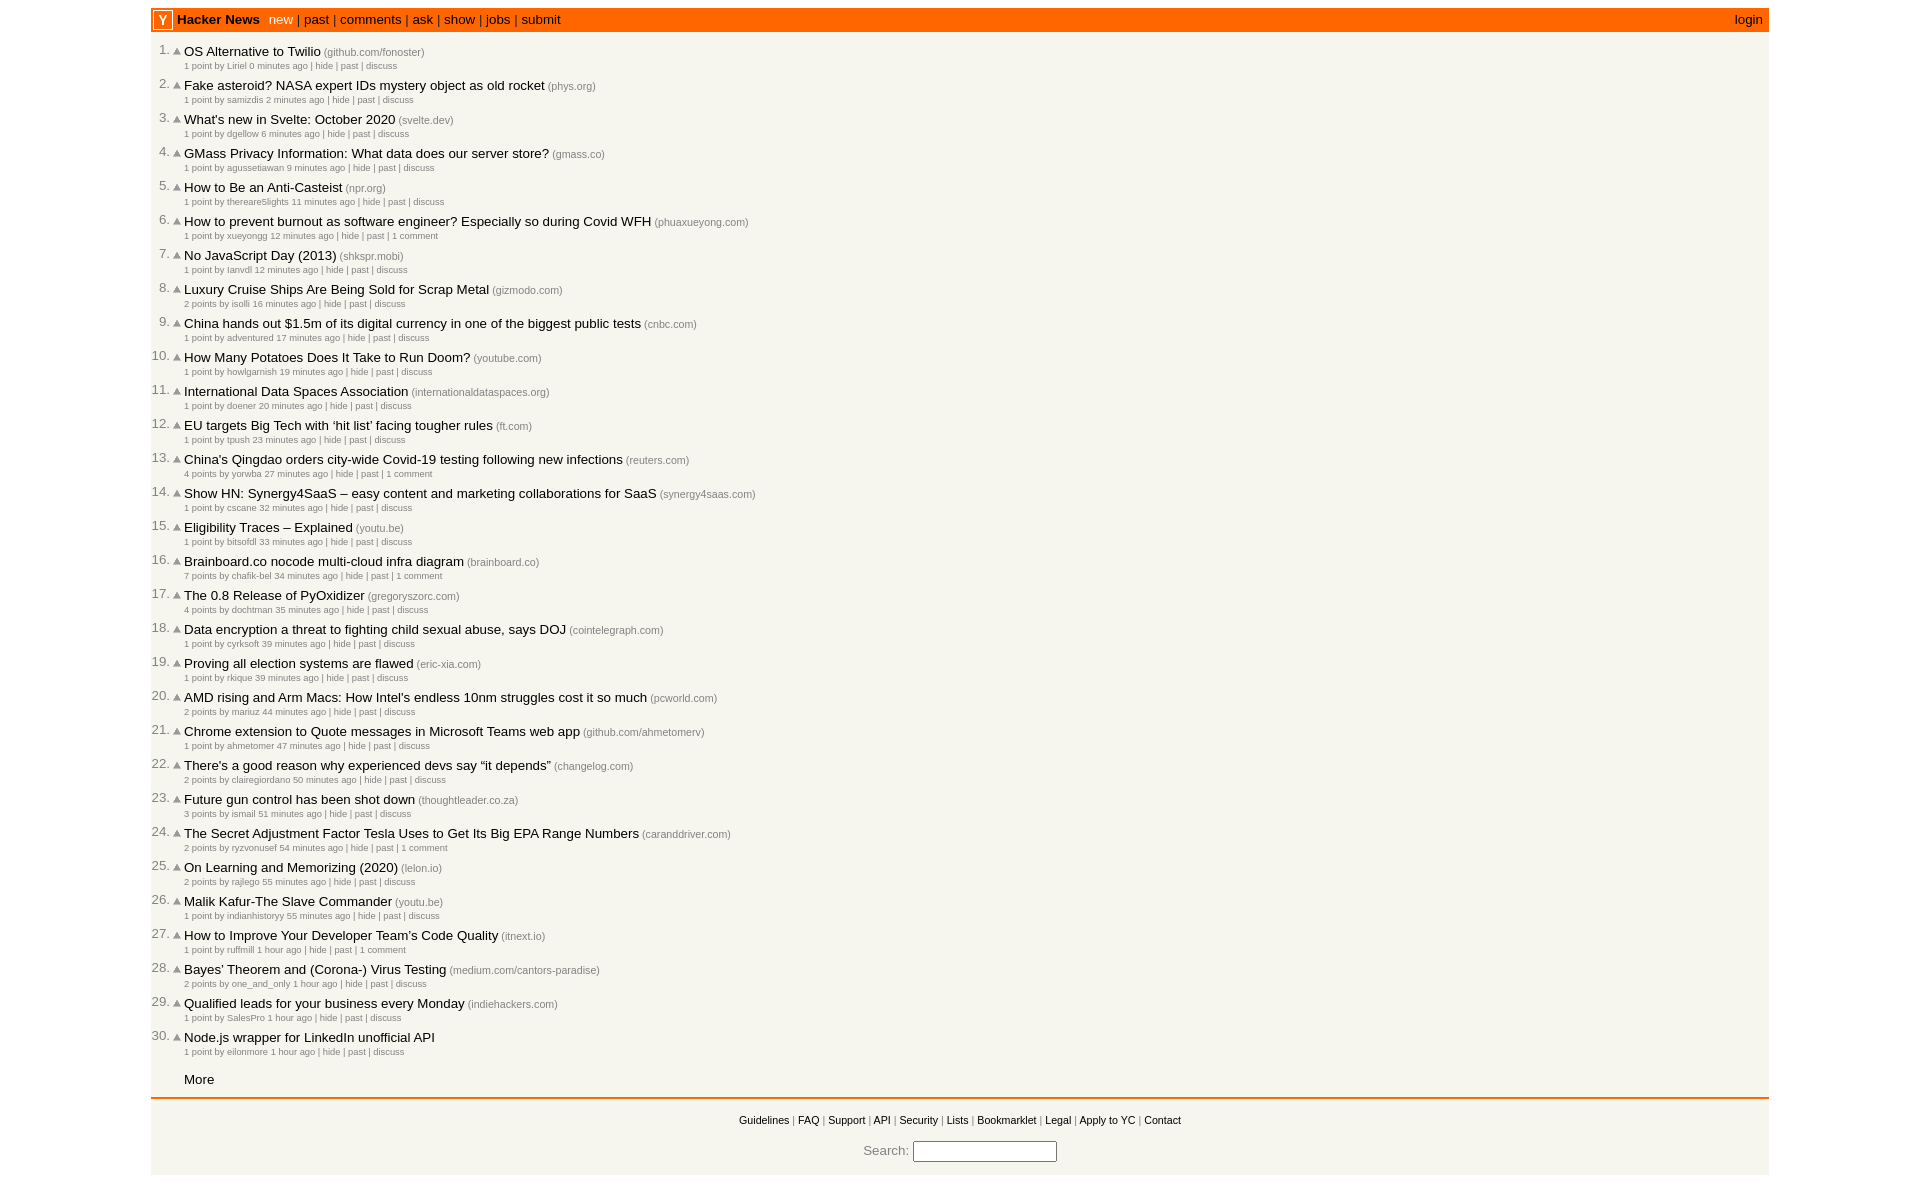 Y Hacker News new | past | comments | ask | show | jobs | submit login
1. OS Alternative to Twilio (github.com/fonoster)
1 point by Liriel 0 minutes ago | hide | past | discuss
2. Fake asteroid? NASA expert IDs mystery object as old rocket (phys.org)
1 point by samizdis 2 minutes ago | hide | past | discuss
3. What's new in Svelte: October 2020 (svelte.dev)
1 point by dgellow 6 minutes ago | hide | past | discuss
4. GMass Privacy Information: What data does our server store? (gmass.co)
1 point by agussetiawan 9 minutes ago | hide | past | discuss
5. How to Be an Anti-Casteist (npr.org)
1 point by thereare5lights 11 minutes ago | hide | past | discuss
6. How to prevent burnout as software engineer? Especially so during Covid WFH (phuaxueyong.com)
1 point by xueyongg 12 minutes ago | hide | past | 1 comment
7. No JavaScript Day (2013) (shkspr.mobi)
1 point by Ianvdl 12 minutes ago | hide | past | discuss
8. Luxury Cruise Ships Are Being Sold for Scrap Metal (gizmodo.com)
2 points by isolli 16 minutes ago | hide | past | discuss
9. China hands out $1.5m of its digital currency in one of the biggest public tests (cnbc.com)
1 point by adventured 17 minutes ago | hide | past | discuss
10. How Many Potatoes Does It Take to Run Doom? (youtube.com)
1 point by howlgarnish 19 minutes ago | hide | past | discuss
11. International Data Spaces Association (internationaldataspaces.org)
1 point by doener 20 minutes ago | hide | past | discuss
12. EU targets Big Tech with ‘hit list’ facing tougher rules (ft.com)
1 point by tpush 23 minutes ago | hide | past | discuss
13. China's Qingdao orders city-wide Covid-19 testing following new infections (reuters.com)
4 points by yorwba 27 minutes ago | hide | past | 1 comment
14. Show HN: Synergy4SaaS – easy content and marketing collaborations for SaaS (synergy4saas.com)
1 point by cscane 32 minutes ago | hide | past | discuss
15. Eligibility Traces – Explained (youtu.be)
1 point by bitsofdl 33 minutes ago | hide | past | discuss
16. Brainboard.co nocode multi-cloud infra diagram (brainboard.co)
7 points by chafik-bel 34 minutes ago | hide | past | 1 comment
17. The 0.8 Release of PyOxidizer (gregoryszorc.com)
4 points by dochtman 35 minutes ago | hide | past | discuss
18. Data encryption a threat to fighting child sexual abuse, says DOJ (cointelegraph.com)
1 point by cyrksoft 39 minutes ago | hide | past | discuss
19. Proving all election systems are flawed (eric-xia.com)
1 point by rkique 39 minutes ago | hide | past | discuss
20. AMD rising and Arm Macs: How Intel's endless 10nm struggles cost it so much (pcworld.com)
2 points by mariuz 44 minutes ago | hide | past | discuss
21. Chrome extension to Quote messages in Microsoft Teams web app (github.com/ahmetomerv)
1 point by ahmetomer 47 minutes ago | hide | past | discuss
22. There's a good reason why experienced devs say “it depends” (changelog.com)
2 points by clairegiordano 50 minutes ago | hide | past | discuss
23. Future gun control has been shot down (thoughtleader.co.za)
3 points by ismail 51 minutes ago | hide | past | discuss
24. The Secret Adjustment Factor Tesla Uses to Get Its Big EPA Range Numbers (caranddriver.com)
2 points by ryzvonusef 54 minutes ago | hide | past | 1 comment
25. On Learning and Memorizing (2020) (lelon.io)
2 points by rajlego 55 minutes ago | hide | past | discuss
26. Malik Kafur-The Slave Commander (youtu.be)
1 point by indianhistoryy 55 minutes ago | hide | past | discuss
27. How to Improve Your Developer Team’s Code Quality (itnext.io)
1 point by ruffmill 1 hour ago | hide | past | 1 comment
28. Bayes’ Theorem and (Corona-) Virus Testing (medium.com/cantors-paradise)
2 points by one_and_only 1 hour ago | hide | past | discuss
29. Qualified leads for your business every Monday (indiehackers.com)
1 point by SalesPro 1 hour ago | hide | past | discuss
30. Node.js wrapper for LinkedIn unofficial API
1 point by eilonmore 1 hour ago | hide | past | discuss
More
Guidelines | FAQ | Support | API | Security | Lists | Bookmarklet | Legal | Apply to YC | Contact
Search: